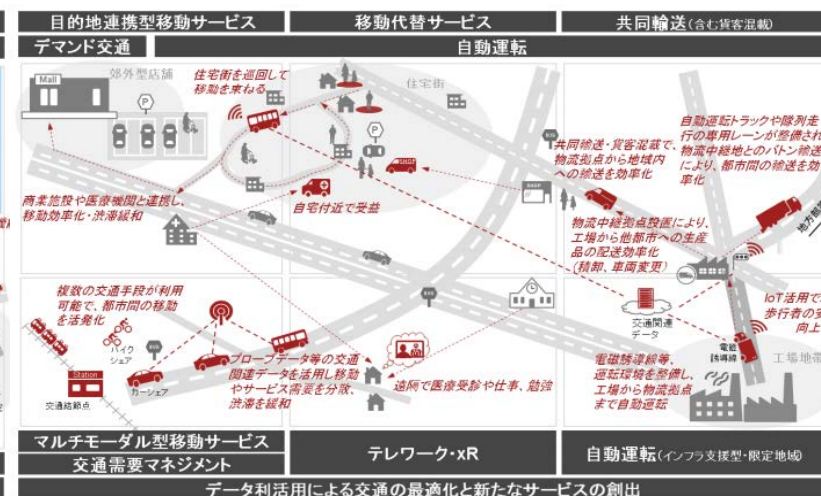 目的地連携型移動サービス
移動代替サービス
共同輸送(含む貨客混載)
デマンド交通
自動運転
Mall
郊外型店舗
P
住宅街を巡回して
移動を束ねる
住宅街
P
SHOP
商業施設や医療機関と連携し、
移動効率化・渋滞緩和
自宅付近で受益
共同輸送・貨客混載で、
物流拠点から地域内
への輸送を効率化
自動運転トラックや隊列走
行の専用レーンが整備され
物流中継地とのバトン輸送
により、都市間の輸送を効
率化
BUS
SHOP
物流中継拠点設置により、
工場から他都市への生産
品の配送効率化
(積卸、車両変更)
地方都
複数の交通手段が利用
可能で、都市間の移動
を活発化
バイク
シェア
BUS
Station
交通結節点
カーシェア
プローブデータ等の交通
関連データを活用し移動
やサービス需要を分散、
渋滞を緩和
BUS
遠隔で医療受診や仕事、勉強
交通関連
データ
電磁
誘導線
IoT活用で
歩行者の安
向上
工場地帯
電磁誘導線等、
運転環境を整備し、
工場から物流拠点
まで自動運転
マルチモーダル型移動サービス
交通需要マネジメント
テレワーク・xR
自動運転(インフラ支援型・限定地域)
データ利活用による交通の最適化と新たなサービスの創出